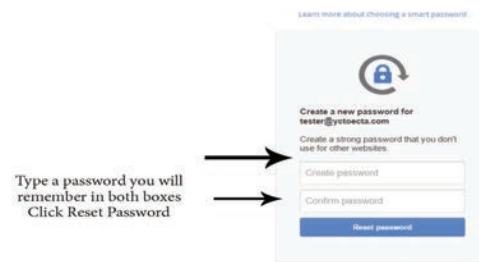 Learn more about choosing a smart password
Create a new password for
tester@yctoecta.com
Create a strong password that you don't
use for other websites.
Create password
Confirm password
Reset password
Type a password you will
remember in both boxes
Click Reset Password